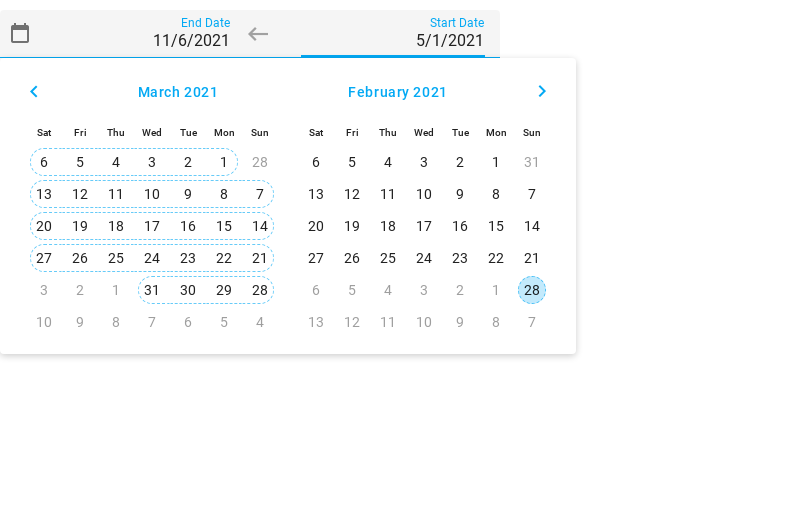 End Date
11/6/2021
Start Date
5/1/2021
March 2021
Sat Fri Thu Wed Tue Mon Sun
6 5 4 3 2 1 28
13 12 11 10 9 8 7
20 19 18 17 16 15 14
27 26 25 24 23 22 21
3 2 1 31 30 29 28
10 9 8 7 6 5 4
February 2021
Sat Fri Thu Wed Tue Mon Sun
6 5 4 3 2 1 31
13 12 11 10 9 8 7
20 19 18 17 16 15 14
27 26 25 24 23 22 21
6 5 4 3 2 1 28
13 12 11 10 9 8 7